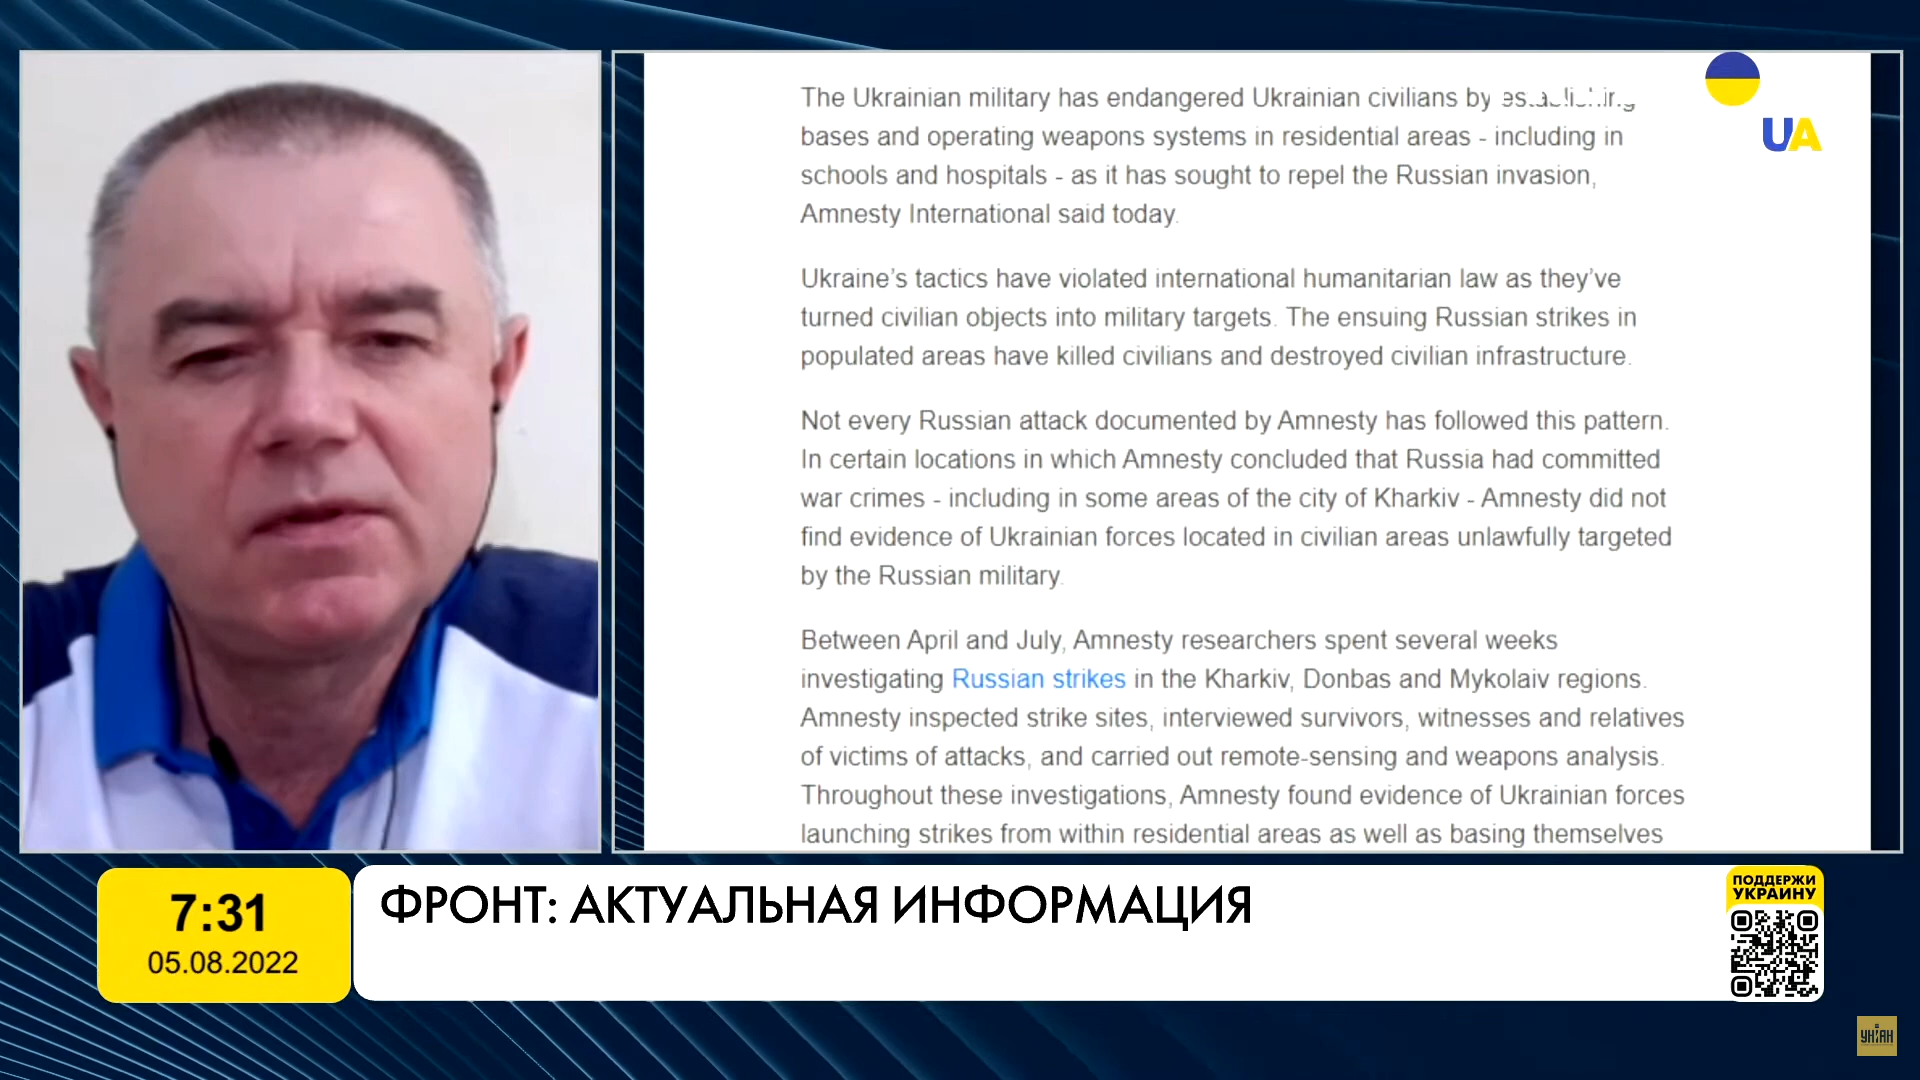 The Ukrainian military has endangered Ukrainian civilians by establishing
bases and operating weapons systems in residential areas - including in
schools and hospitals - as it has sought to repel the Russian invasion,
Amnesty International said today.
Ukraine's tactics have violated international humanitarian law as they've
turned civilian objects into military targets. The ensuing Russian strikes in
populated areas have killed civilians and destroyed civilian infrastructure.
Not every Russian attack documented by Amnesty has followed this pattern.
In certain locations in which Amnesty concluded that Russia had committed
war crimes - including in some areas of the city of Kharkiv - Amnesty did not
find evidence of Ukrainian forces located in civilian areas unlawfully targeted
by the Russian military.
Between April and July, Amnesty researchers spent several weeks
investigating Russian strikes in the Kharkiv, Donbas and Mykolaiv regions.
Amnesty inspected strike sites, interviewed survivors, witnesses and relatives
of victims of attacks, and carried out remote-sensing and weapons analysis.
Throughout these investigations, Amnesty found evidence of Ukrainian forces
launching strikes from within residential areas as well as basing themselves
UA
7:31
05.08.2022
ФРОНТ: АКТУАЛЬНАЯ ИНФОРМАЦИЯ
ПОДДЕРЖИ
УКРАИНУ
УНІАН